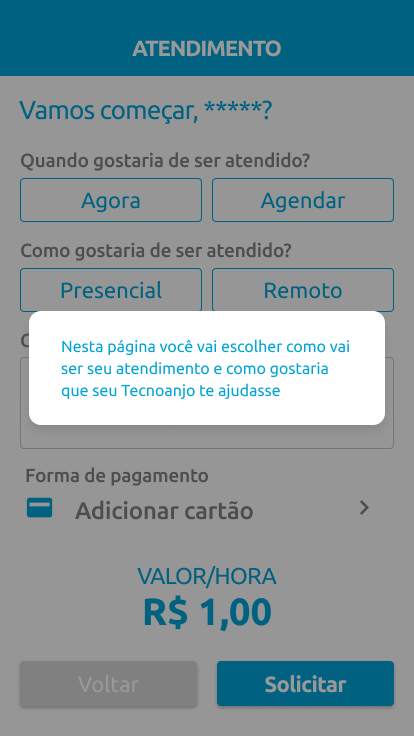 ATENDIMENTO
Vamos começar, *****?
Quando gostaria de ser atendido?
Agora
Agendar
Como gostaria de ser atendido?
Presencial
Remoto
Nesta página você vai escolher como vai
ser seu atendimento e como gostaria
que seu Tecnoanjo te ajudasse
Forma de pagamento
Adicionar cartão
VALOR/HORA
R$ 1,00
Voltar
Solicitar